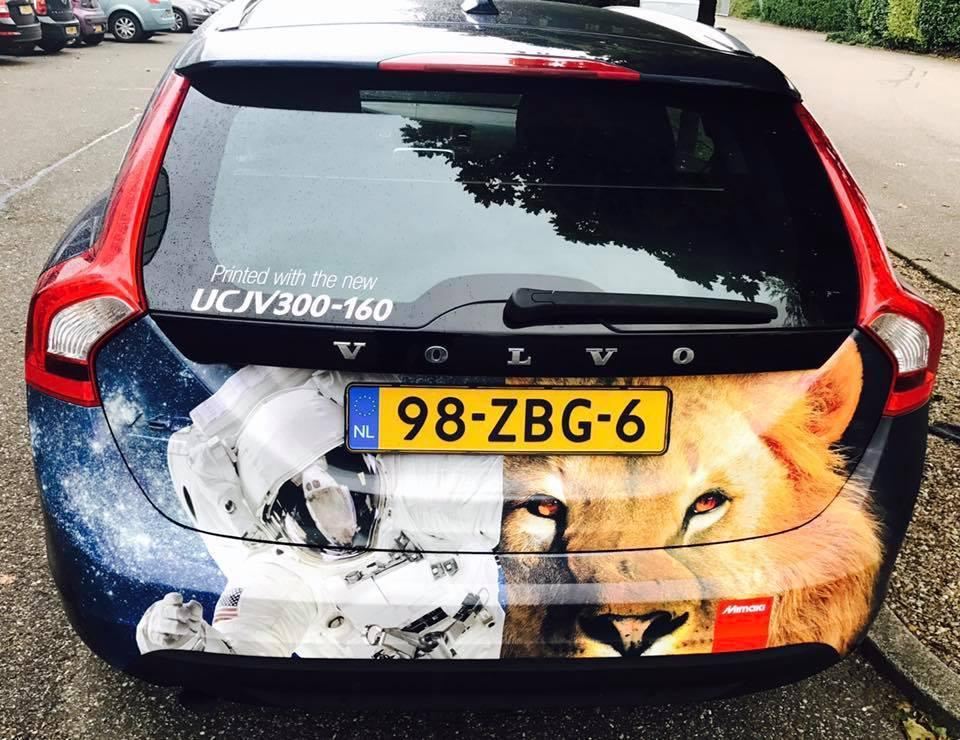 Printed with the new
UCJV300-160
VOLVO
NL 98-ZBG-6
Mimaki